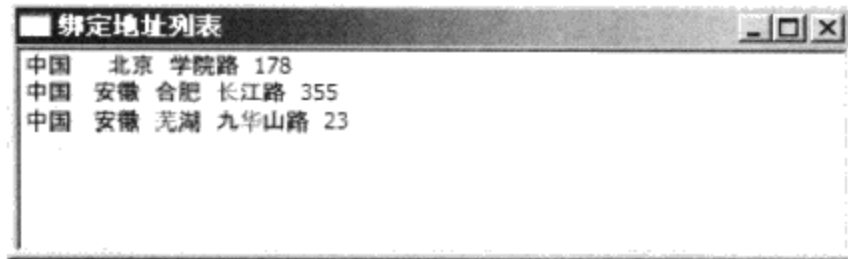 绑定地址列表
中国 北京 学院路 178
中国 安徽 合肥 长江路 355
中国 安徽 芜湖 九华山路 23